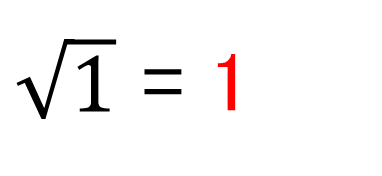 √1 = 1